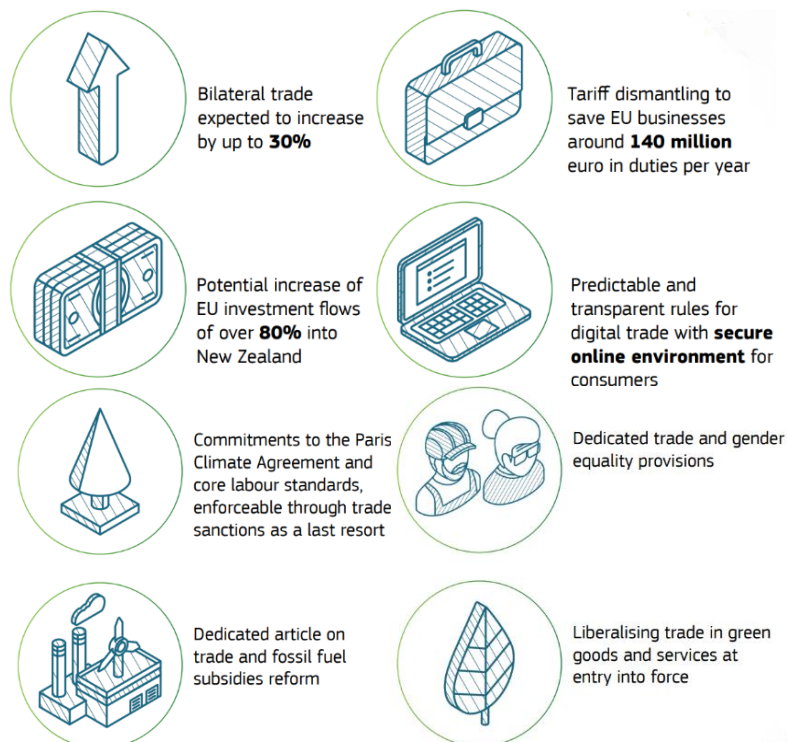 Bilateral trade
expected to increase
by up to 30%
Tariff dismantling to
save EU businesses
around 140 million
euro in duties per year
Potential increase of
EU investment flows
of over 80% into
New Zealand
Predictable and
transparent rules for
digital trade with secure
online environment for
consumers
Commitments to the Paris
Climate Agreement and
core labour standards,
enforceable through trade
sanctions as a last resort
Dedicated trade and gender
equality provisions
Dedicated article on
trade and fossil fuel
subsidies reform
Liberalising trade in green
goods and services at
entry into force